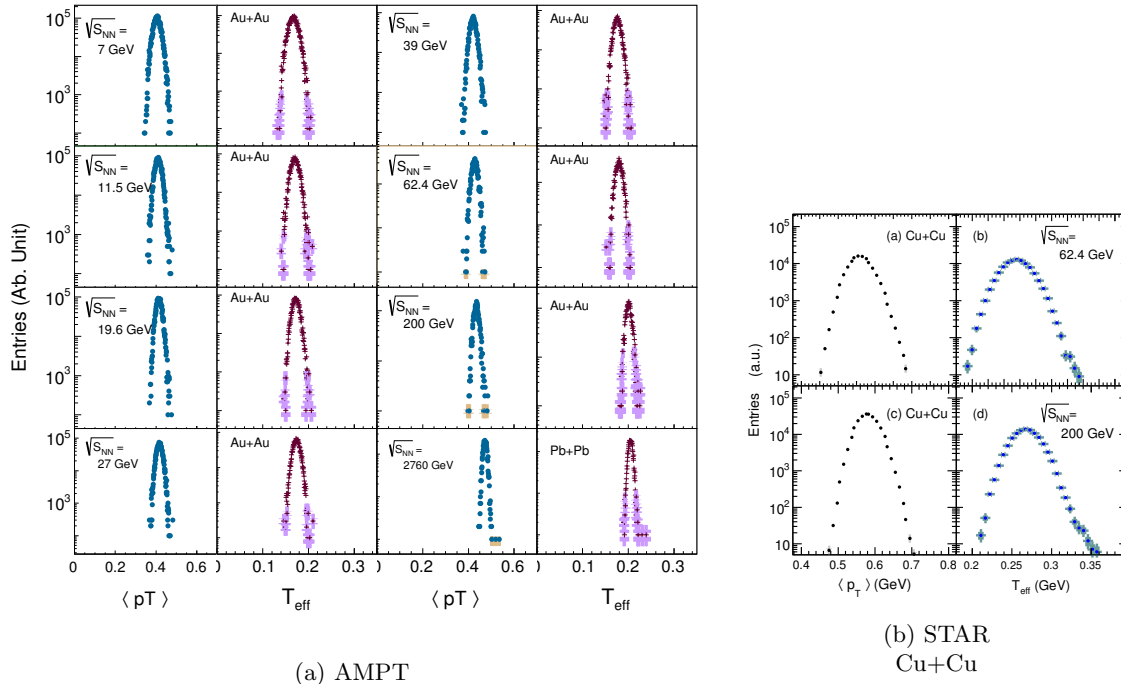 Entries (Ab. Unit)
10^5
10^3
10
√S_NN =
7 GeV
Au+Au
√S_NN =
39 GeV
Au+Au
10^5
10^3
10
√S_NN =
11.5 GeV
Au+Au
√S_NN =
62.4 GeV
Au+Au
10^5
10^3
10
√S_NN =
19.6 GeV
Au+Au
√S_NN =
200 GeV
Au+Au
10^5
10^3
√S_NN =
27 GeV
Au+Au
√S_NN =
2760 GeV
Pb+Pb
0 0.2 0.4 0.6 0.1 0.2 0.3 0.2 0.4 0.6 0.1 0.2 0.3
⟨ pT ⟩ T_eff ⟨ pT ⟩ T_eff
(a) AMPT
Entries (a.u.)
10^5
10^4
10^3
10^2
10
(a) Cu+Cu
(b) √S_NN =
62.4 GeV
10^5
10^4
10^3
10^2
10
(c) Cu+Cu
(d) √S_NN =
200 GeV
0.4 0.5 0.6 0.7 0.8 0.2 0.25 0.3 0.35
⟨ p_T ⟩ (GeV) T_eff (GeV)
(b) STAR
Cu+Cu